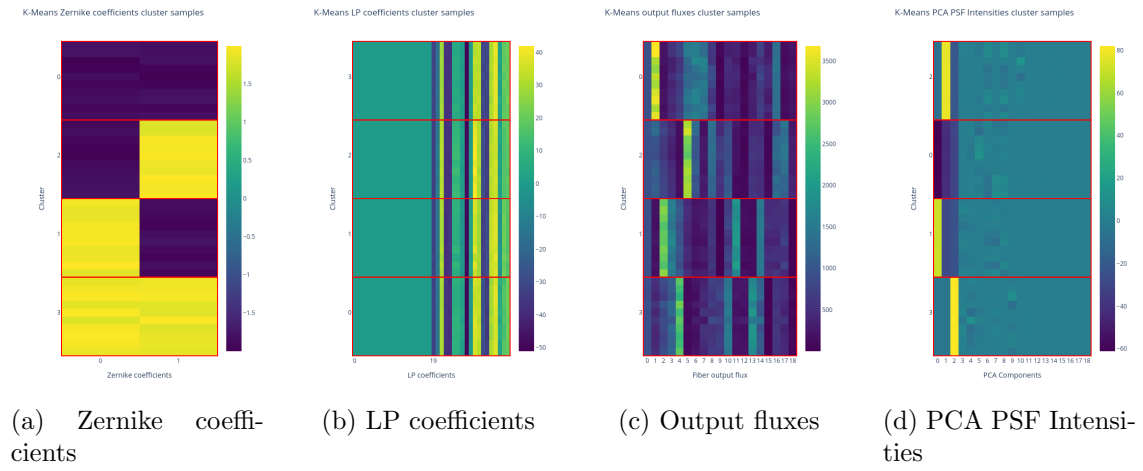 K-Means Zernike coefficients cluster samples
Cluster
0
2
1
3
0
1
Zernike coefficients
1.5
1
0.5
0
−0.5
−1
−1.5
K-Means LP coefficients cluster samples
Cluster
3
2
1
0
0
19
LP coefficients
40
30
20
10
0
−10
−20
−30
−40
−50
K-Means output fluxes cluster samples
Cluster
0
2
1
3
0 1 2 3 4 5 6 7 8 9 10 11 12 13 14 15 16 17 18
Fiber output flux
3500
3000
2500
2000
1500
1000
500
K-Means PCA PSF Intensities cluster samples
Cluster
2
0
1
3
0 1 2 3 4 5 6 7 8 9 10 11 12 13 14 15 16 17 18
PCA Components
80
60
40
20
0
−20
−40
−60
(a) Zernike coeffi-
cients
(b) LP coefficients
(c) Output fluxes
(d) PCA PSF Intensi-
ties